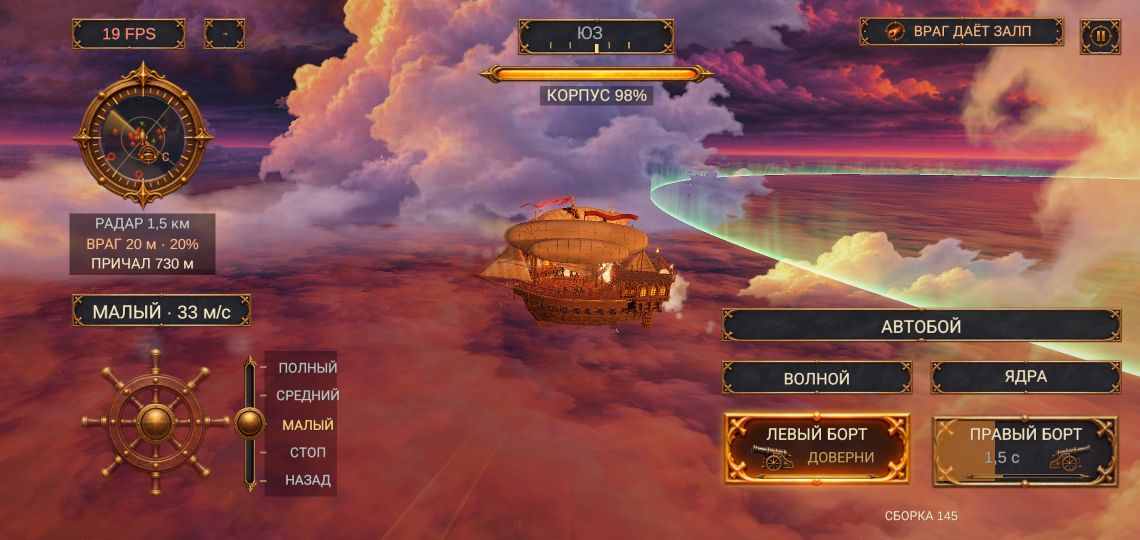 19 FPS
ЮЗ
ВРАГ ДАЁТ ЗАЛП
КОРПУС 98%
С
РАДАР 1,5 км
ВРАГ 20 м · 20%
ПРИЧАЛ 730 м
МАЛЫЙ · 33 м/с
ПОЛНЫЙ
СРЕДНИЙ
МАЛЫЙ
СТОП
НАЗАД
АВТОБОЙ
ВОЛНОЙ
ЯДРА
ЛЕВЫЙ БОРТ
ДОВЕРНИ
ПРАВЫЙ БОРТ
1,5 с
СБОРКА 145